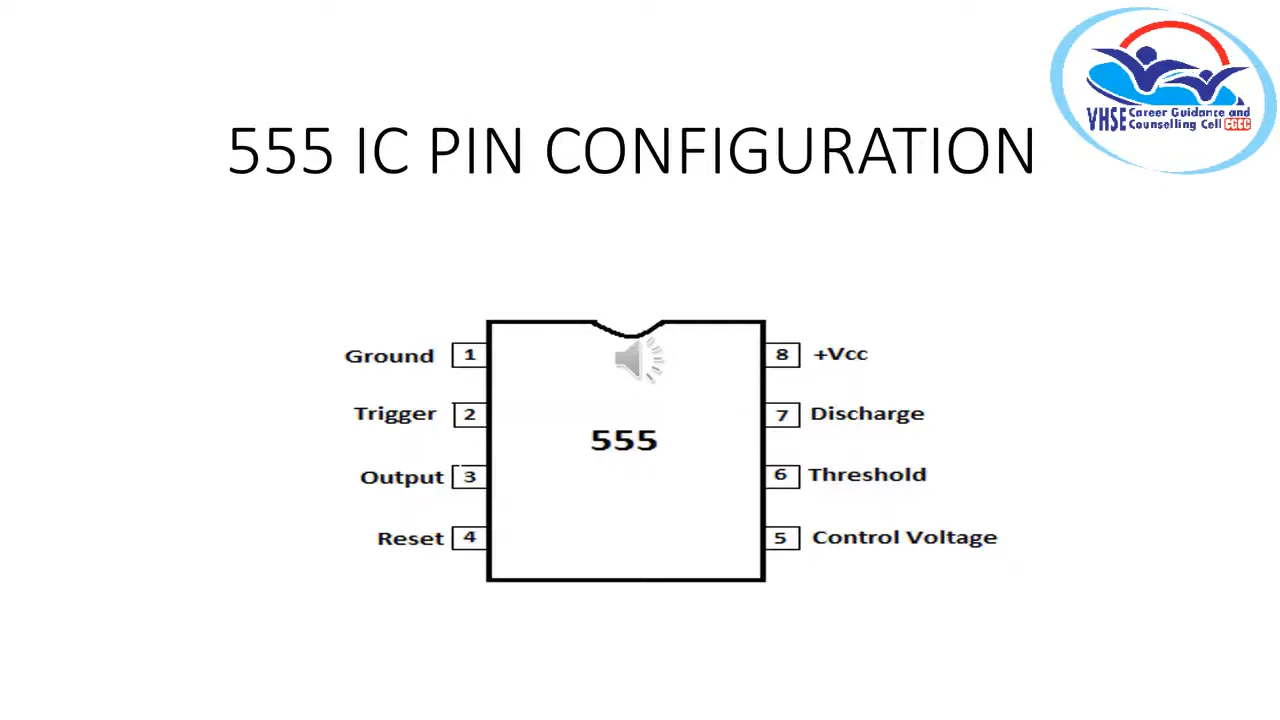 VHSE Career Guidance and
Counselling Cell CGCC
555 IC PIN CONFIGURATION
Ground 1
8 +Vcc
Trigger 2
7 Discharge
555
Output 3
6 Threshold
Reset 4
5 Control Voltage